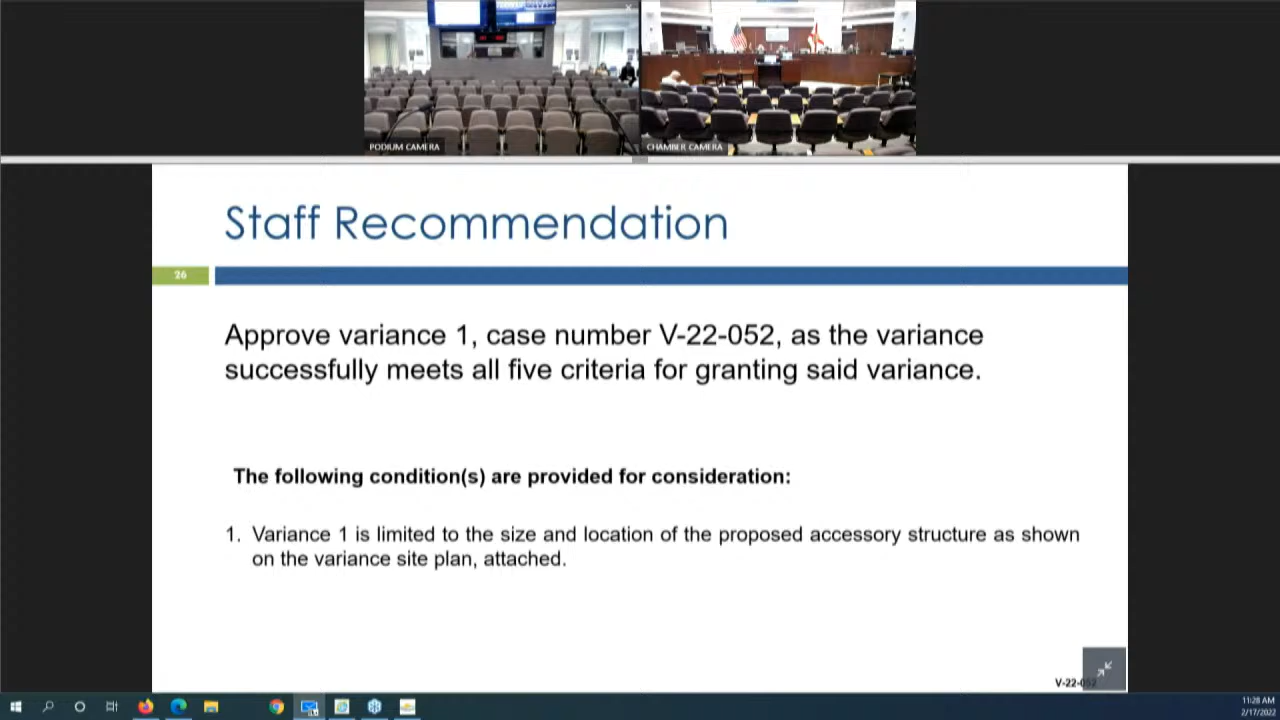 PODIUM CAMERA
CHAMBER CAMERA
Staff Recommendation
26
Approve variance 1, case number V-22-052, as the variance
successfully meets all five criteria for granting said variance.
The following condition(s) are provided for consideration:
1. Variance 1 is limited to the size and location of the proposed accessory structure as shown
on the variance site plan, attached.
V-22-052
11:28 AM
2/17/2022